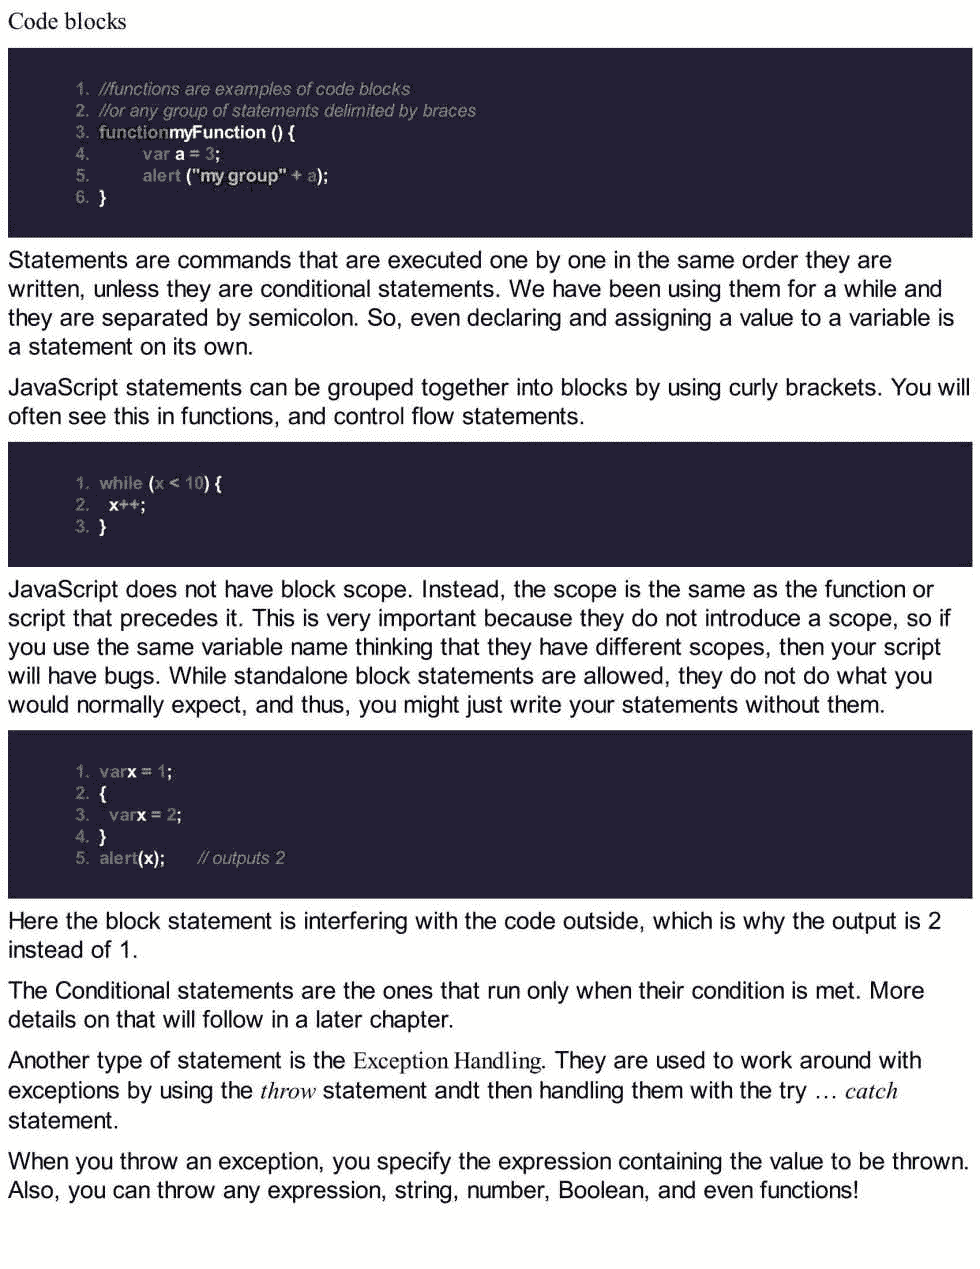 Code blocks
1. //functions are examples of code blocks
2. //or any group of statements delimited by braces
3. functionmyFunction () {
4. var a = 3;
5. alert ("my group" + a);
6. }
Statements are commands that are executed one by one in the same order they are
written, unless they are conditional statements. We have been using them for a while and
they are separated by semicolon. So, even declaring and assigning a value to a variable is
a statement on its own.
JavaScript statements can be grouped together into blocks by using curly brackets. You will
often see this in functions, and control flow statements.
1. while (x < 10) {
2. x++;
3. }
JavaScript does not have block scope. Instead, the scope is the same as the function or
script that precedes it. This is very important because they do not introduce a scope, so if
you use the same variable name thinking that they have different scopes, then your script
will have bugs. While standalone block statements are allowed, they do not do what you
would normally expect, and thus, you might just write your statements without them.
1. varx = 1;
2. {
3. varx = 2;
4. }
5. alert(x); // outputs 2
Here the block statement is interfering with the code outside, which is why the output is 2
instead of 1.
The Conditional statements are the ones that run only when their condition is met. More
details on that will follow in a later chapter.
Another type of statement is the Exception Handling. They are used to work around with
exceptions by using the throw statement andt then handling them with the try … catch
statement.
When you throw an exception, you specify the expression containing the value to be thrown.
Also, you can throw any expression, string, number, Boolean, and even functions!